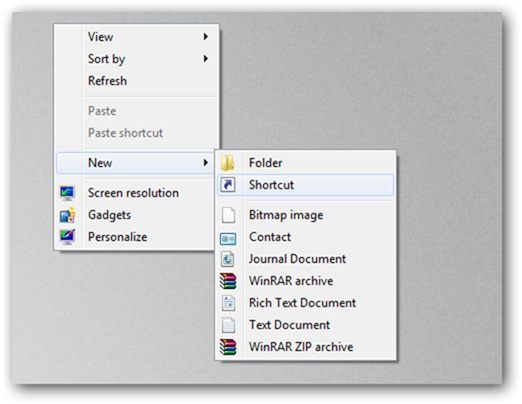 View
Sort by
Refresh
Paste
Paste shortcut
New
Screen resolution
Gadgets
Personalize
Folder
Shortcut
Bitmap image
Contact
Journal Document
WinRAR archive
Rich Text Document
Text Document
WinRAR ZIP archive